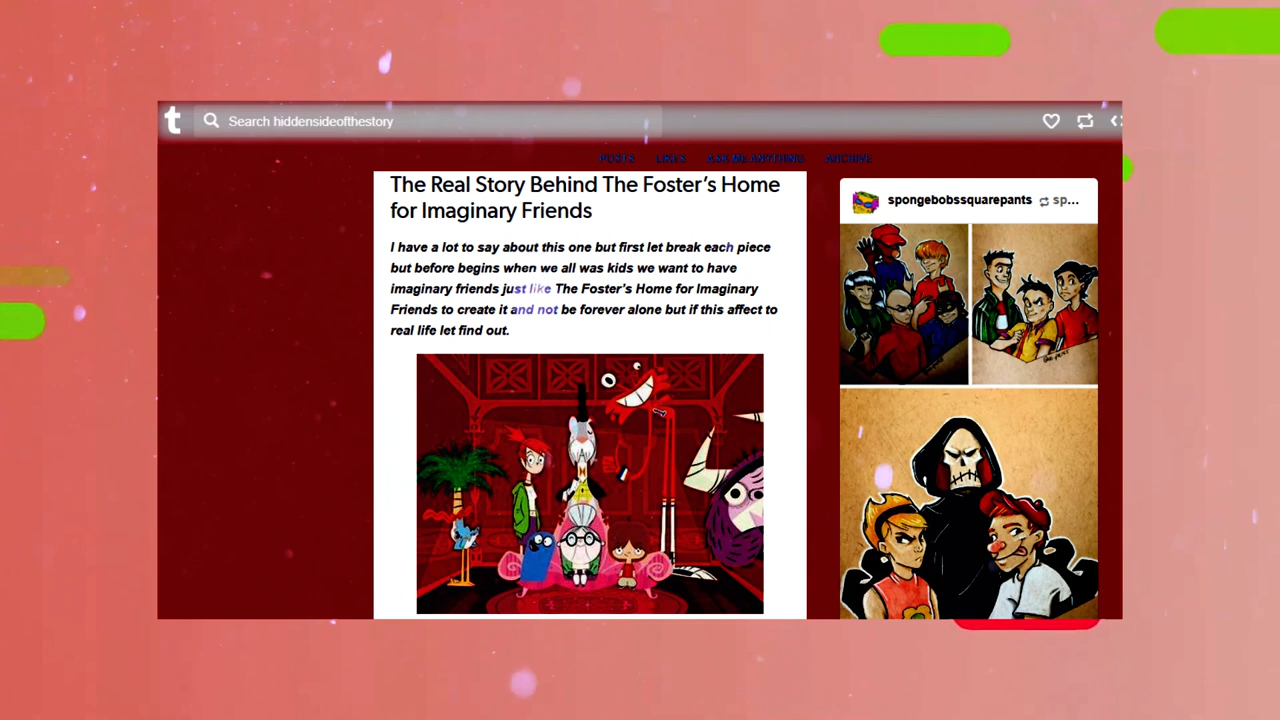 t
Search hiddensideofthestory
POSTS LIKES ASK ME ANYTHING ARCHIVE
The Real Story Behind The Foster's Home
for Imaginary Friends
I have a lot to say about this one but first let break each piece
but before begins when we all was kids we want to have
imaginary friends just like The Foster's Home for Imaginary
Friends to create it and not be forever alone but if this affect to
real life let find out.
spongebobssquarepants sp...